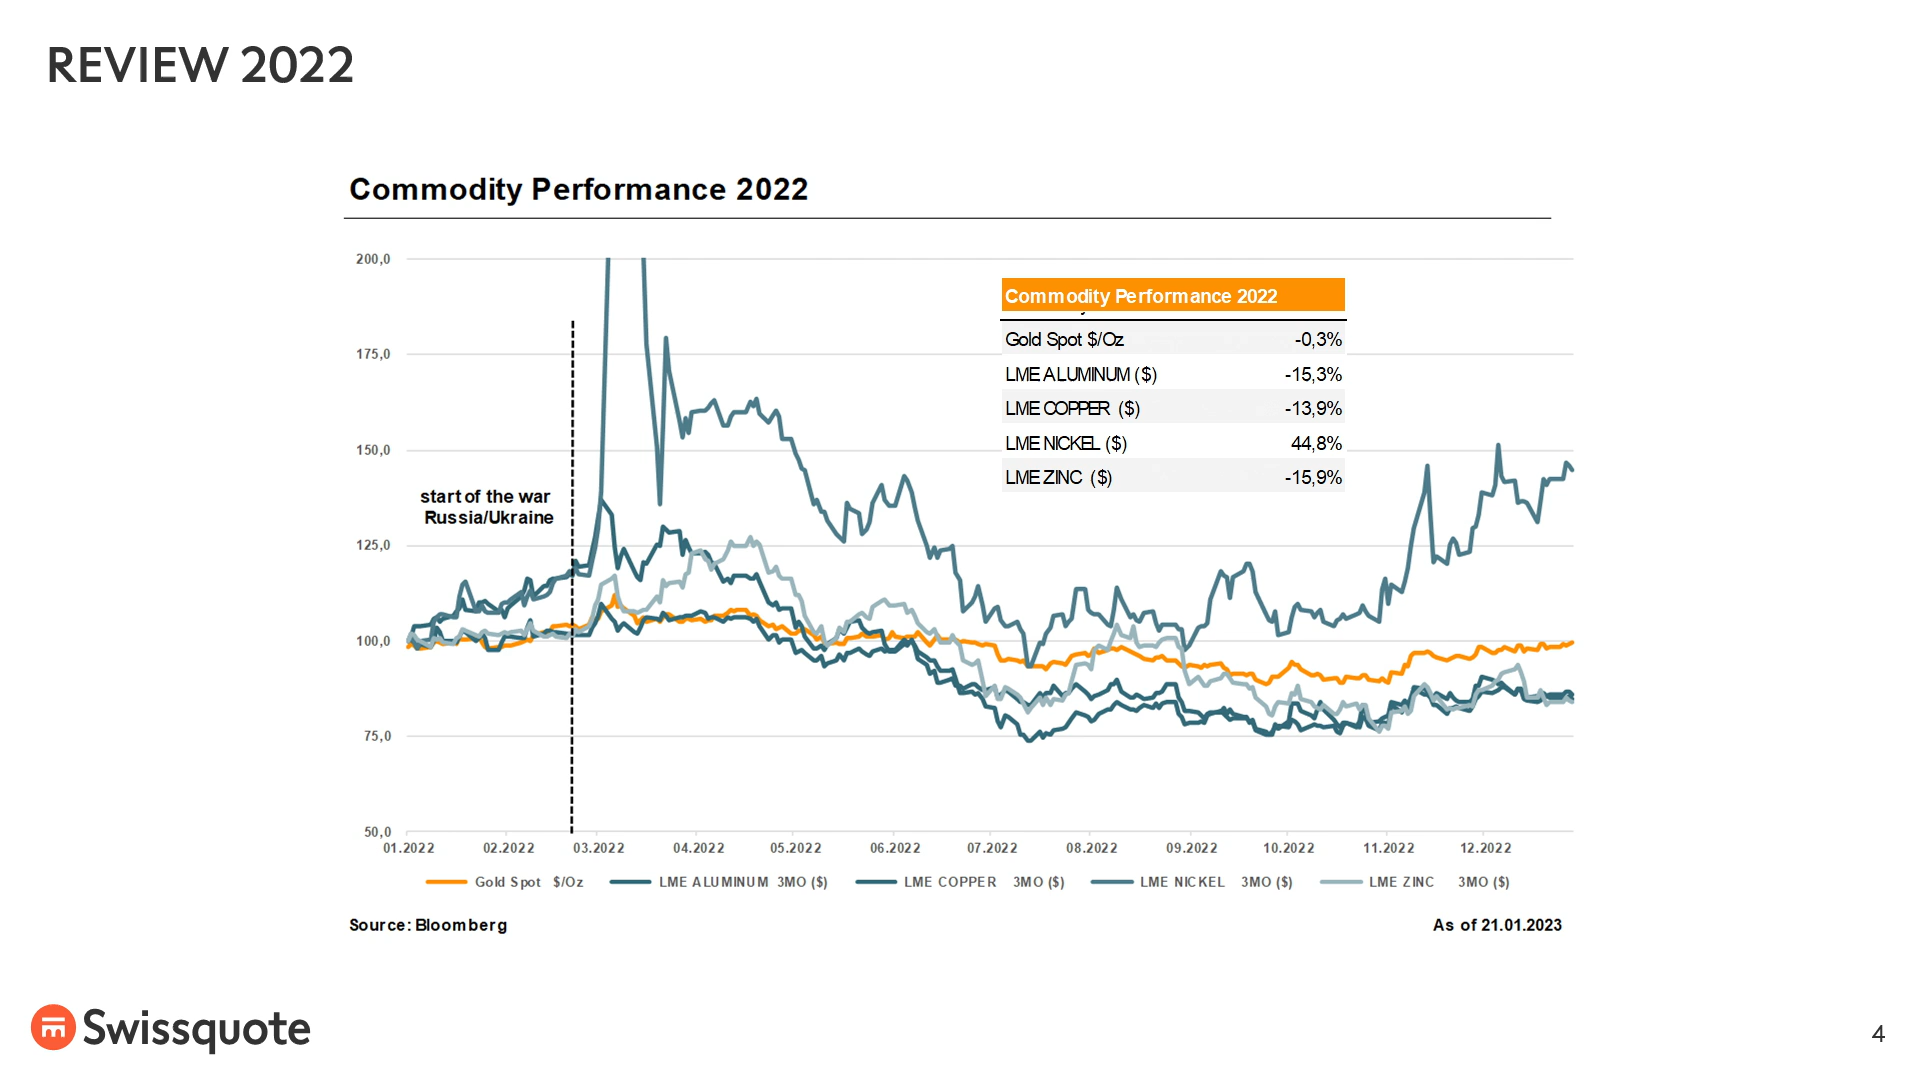 REVIEW 2022
Commodity Performance 2022
200,0
175,0
150,0
125,0
100,0
75,0
50,0
start of the war
Russia/Ukraine
Commodity Performance 2022
Gold Spot $/Oz -0,3%
LME ALUMINUM ($) -15,3%
LME COPPER ($) -13,9%
LME NICKEL ($) 44,8%
LME ZINC ($) -15,9%
01.2022 02.2022 03.2022 04.2022 05.2022 06.2022 07.2022 08.2022 09.2022 10.2022 11.2022 12.2022
Gold Spot $/Oz LME ALUMINUM 3MO ($) LME COPPER 3MO ($) LME NICKEL 3MO ($) LME ZINC 3MO ($)
Source: Bloomberg As of 21.01.2023
Swissquote
4